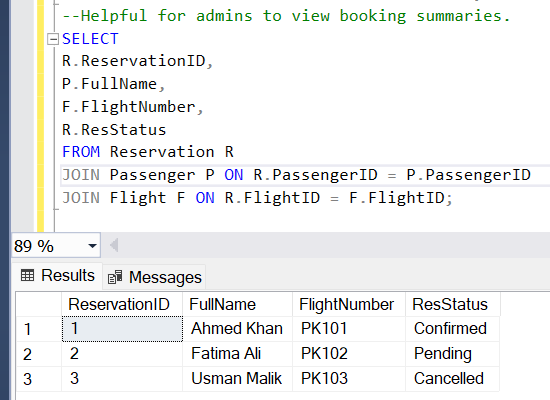 --Helpful for admins to view booking summaries.
SELECT
R.ReservationID,
P.FullName,
F.FlightNumber,
R.ResStatus
FROM Reservation R
JOIN Passenger P ON R.PassengerID = P.PassengerID
JOIN Flight F ON R.FlightID = F.FlightID;
89 %
Results Messages
ReservationID FullName FlightNumber ResStatus
1 1 Ahmed Khan PK101 Confirmed
2 2 Fatima Ali PK102 Pending
3 3 Usman Malik PK103 Cancelled